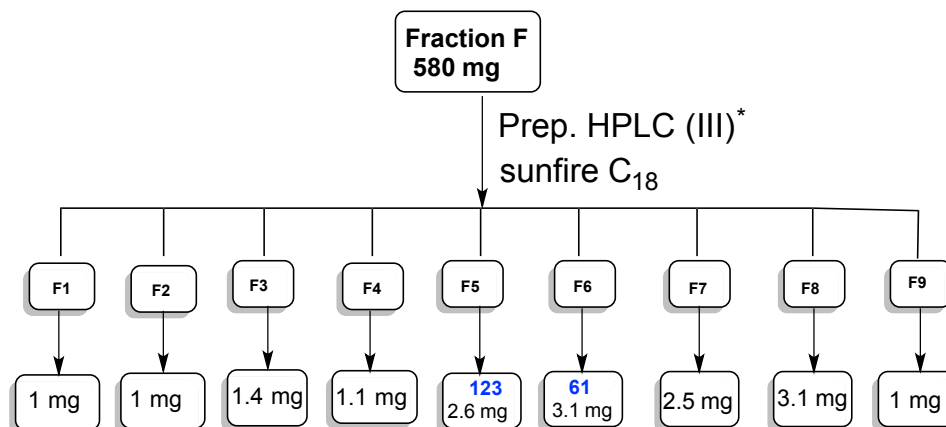 Fraction F
580 mg
Prep. HPLC (III)*
sunfire C18
F1 F2 F3 F4 F5 F6 F7 F8 F9
1 mg 1 mg 1.4 mg 1.1 mg 123 61 2.5 mg 3.1 mg 1 mg
2.6 mg 3.1 mg